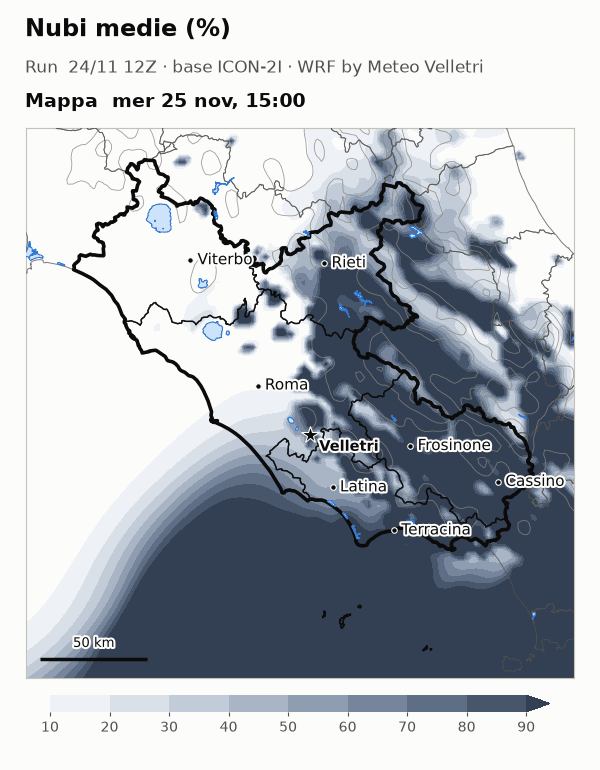 Nubi medie (%)
Run  24/11 12Z · base ICON-2I · WRF by Meteo Velletri
Mappa  mer 25 nov, 15:00
Viterbo
Rieti
Roma
Velletri
Frosinone
Cassino
Latina
Terracina
50 km
10 20 30 40 50 60 70 80 90